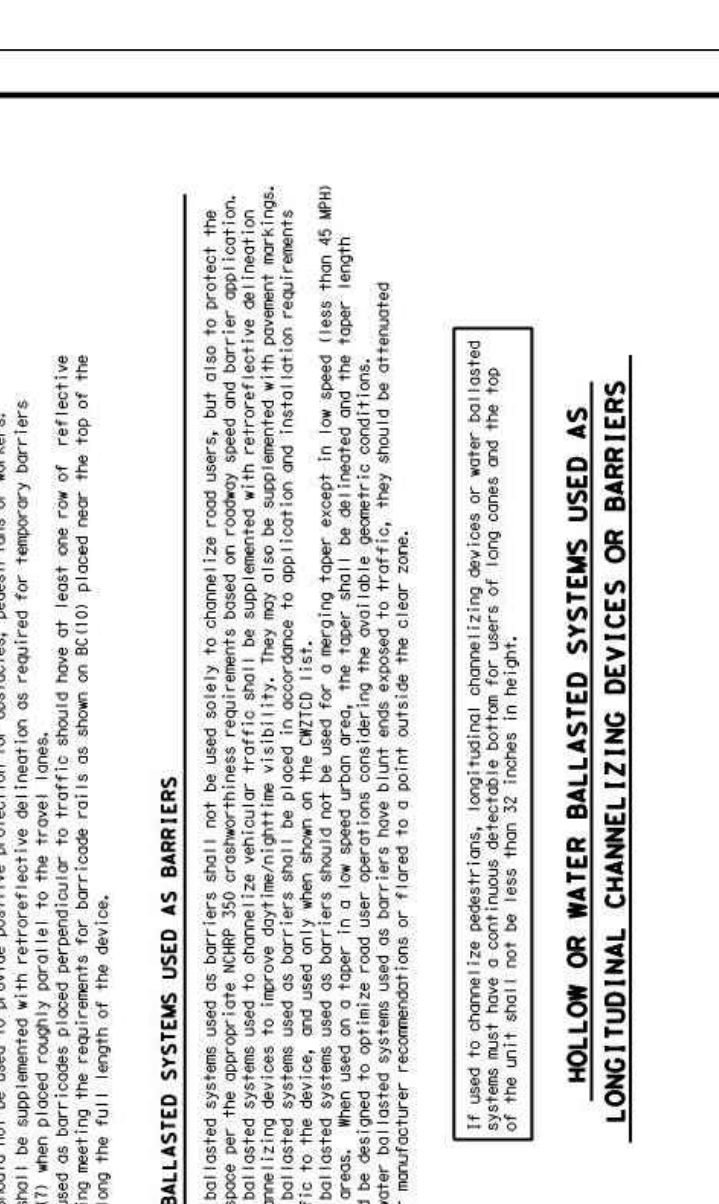 should not be used to provide positive protection for obstacles, pedestrians or workers.
shall be supplemented with retroreflective delineation as required for temporary barriers
(7) when placed roughly parallel to the travel lanes.
used as barricades placed perpendicular to traffic should have at least one row of reflective
ing meeting the requirements for barricade rails as shown on BC(10) placed near the top of the
long the full length of the device.
BALLASTED SYSTEMS USED AS BARRIERS
ballasted systems used as barriers shall not be used solely to channelize road users, but also to protect the
space per the appropriate NCHRP 350 crashworthiness requirements based on roadway speed and barrier application.
ballasted systems used to channelize vehicular traffic shall be supplemented with retroreflective delineation
annelizing devices to improve daytime/nighttime visibility. They may also be supplemented with pavement markings.
ballasted systems used as barriers shall be placed in accordance to application and installation requirements
fic to the device, and used only when shown on the CWZTCD list.
ballasted systems used as barriers should not be used for a merging taper except in low speed (less than 45 MPH)
areas. When used on a taper in a low speed urban area, the taper shall be delineated and the taper length
d be designed to optimize road user operations considering the available geometric conditions.
water ballasted systems used as barriers have blunt ends exposed to traffic, they should be attenuated
r manufacturer recommendations or flared to a point outside the clear zone.
If used to channelize pedestrians, longitudinal channelizing devices or water ballasted
systems must have a continuous detectable bottom for users of long canes and the top
of the unit shall not be less than 32 inches in height.
HOLLOW OR WATER BALLASTED SYSTEMS USED AS
LONGITUDINAL CHANNELIZING DEVICES OR BARRIERS